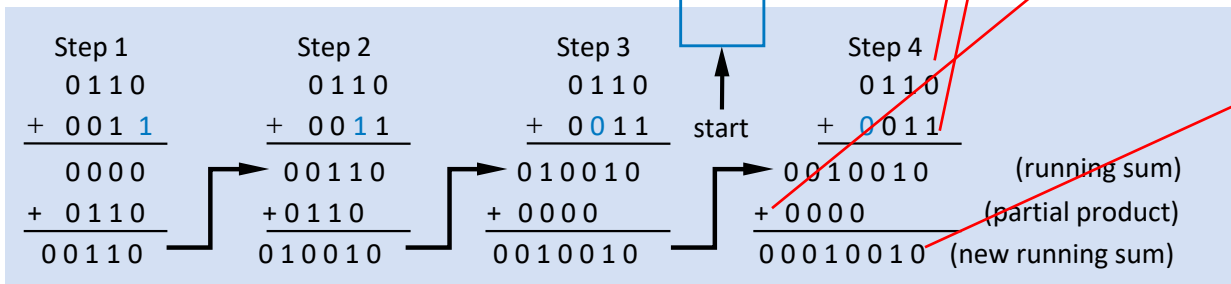 Step 1 Step 2 Step 3 Step 4
0110 0110 0110 0110
+ 0011 + 0011 + 0011 start + 0011
0000 00110 010010 0010010 (running sum)
+ 0110 +0110 + 0000 + 0000 (partial product)
00110 010010 0010010 00010010 (new running sum)